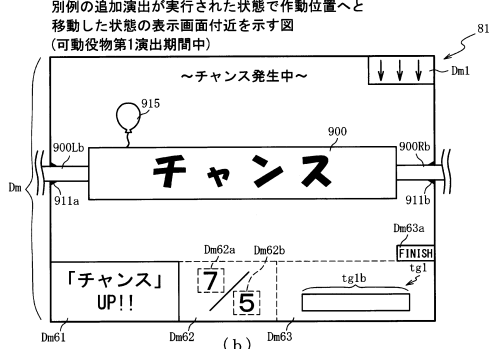 別例の追加演出が実行された状態で作動位置へと
移動した状態の表示画面付近を示す図
(可動役物第1演出期間中)
81
～チャンス発生中～
Dm1
915
900Lb
900
900Rb
チャンス
Dm
911a
911b
Dm63a
Dm62a
Dm62b
FINISH
tg1
「チャンス」
UP!!
7
5
tg1b
Dm61
Dm62
Dm63
(b)